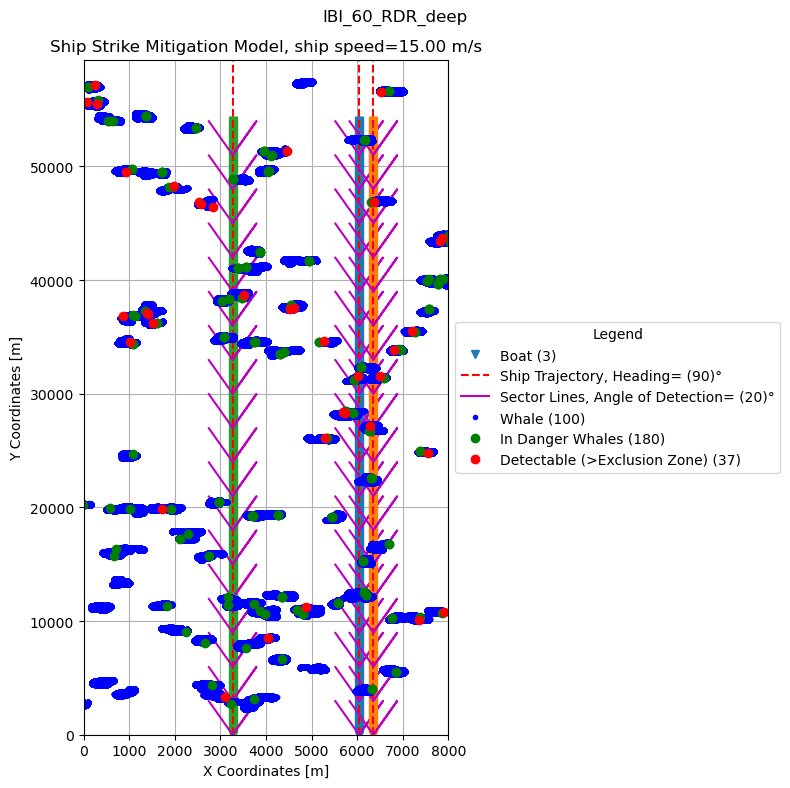 IBI_60_RDR_deep
Ship Strike Mitigation Model, ship speed=15.00 m/s
50000
40000
30000
20000
10000
0
Y Coordinates [m]
0 1000 2000 3000 4000 5000 6000 7000 8000
X Coordinates [m]
Legend
Boat (3)
Ship Trajectory, Heading= (90)°
Sector Lines, Angle of Detection= (20)°
Whale (100)
In Danger Whales (180)
Detectable (>Exclusion Zone) (37)